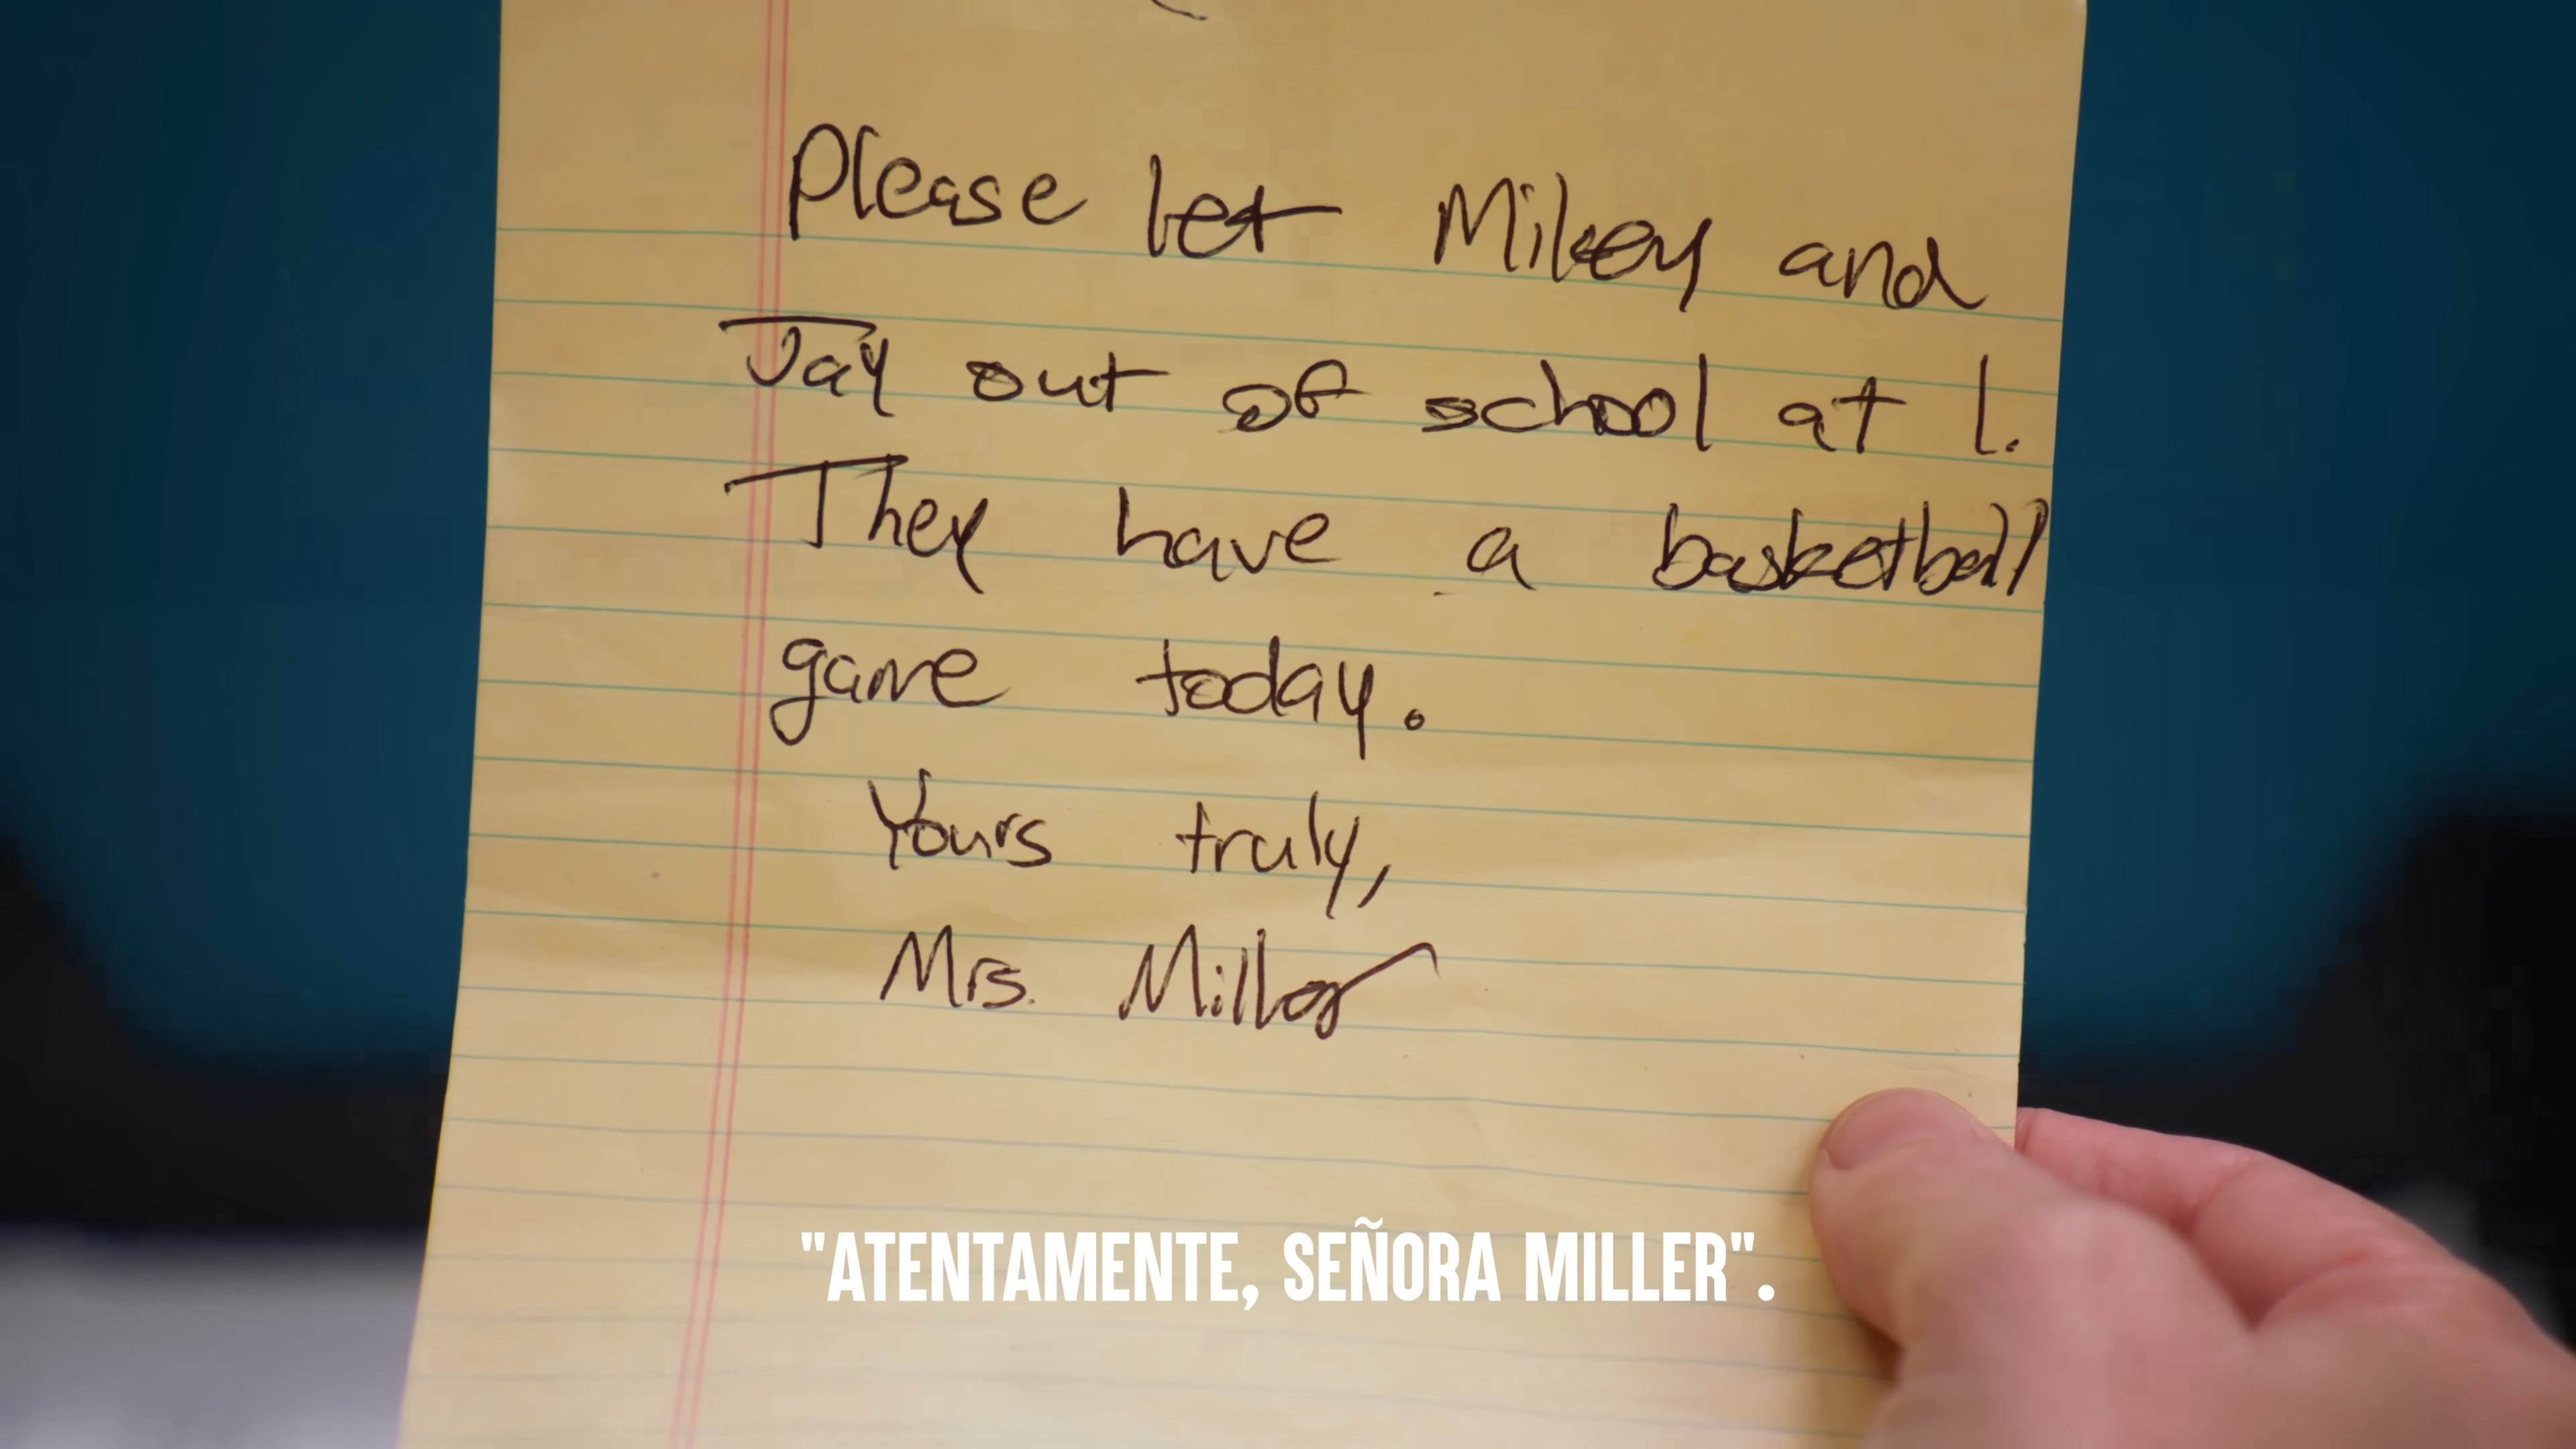 Please let Mikey and
Jay out of school at 1.
They have a basketball
game today.
Yours truly,
Mrs. Miller
"ATENTAMENTE, SEÑORA MILLER".